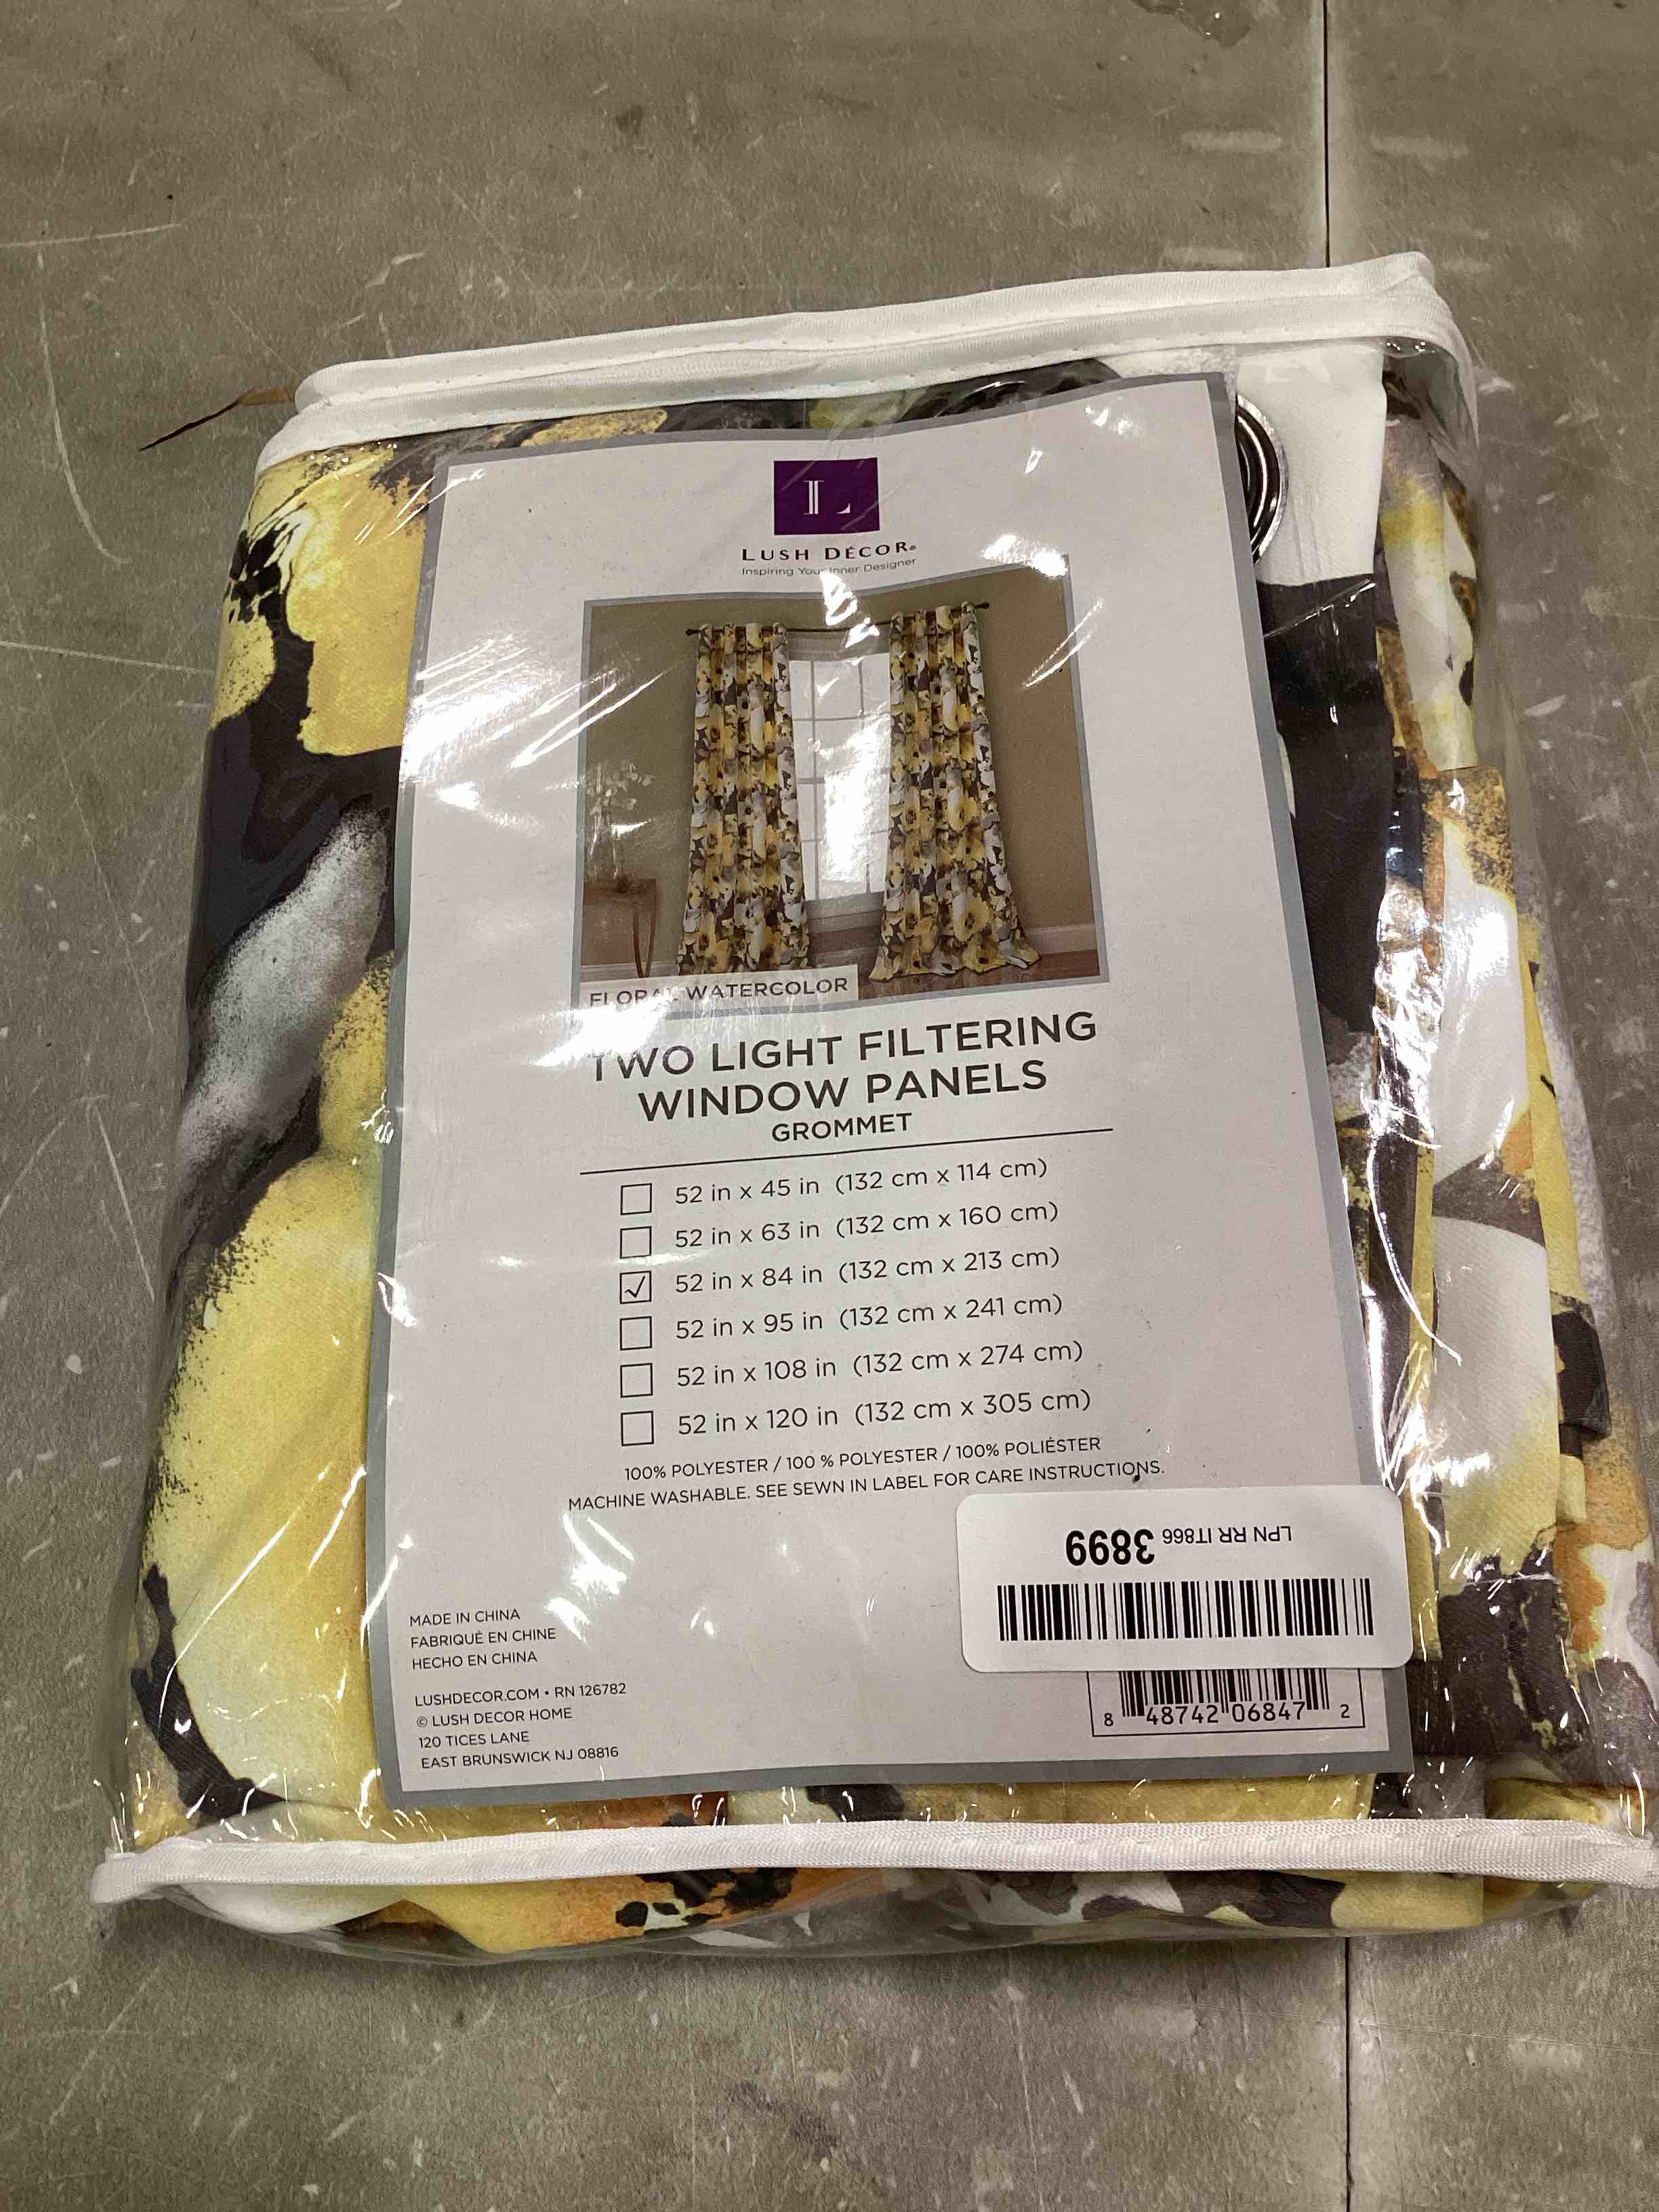 L
LUSH DÉCOR®
Inspiring Your Inner Designer
FLORAL WATERCOLOR
TWO LIGHT FILTERING
WINDOW PANELS
GROMMET
52 in x 45 in (132 cm x 114 cm)
52 in x 63 in (132 cm x 160 cm)
✓ 52 in x 84 in (132 cm x 213 cm)
52 in x 95 in (132 cm x 241 cm)
52 in x 108 in (132 cm x 274 cm)
52 in x 120 in (132 cm x 305 cm)
100% POLYESTER / 100 % POLYESTER / 100% POLIÉSTER
MACHINE WASHABLE. SEE SEWN IN LABEL FOR CARE INSTRUCTIONS.
LPN RR IT866 3899
MADE IN CHINA
FABRIQUÉ EN CHINE
HECHO EN CHINA
LUSHDECOR.COM • RN 126782
© LUSH DECOR HOME
120 TICES LANE
EAST BRUNSWICK NJ 08816
8 48742 06847 2